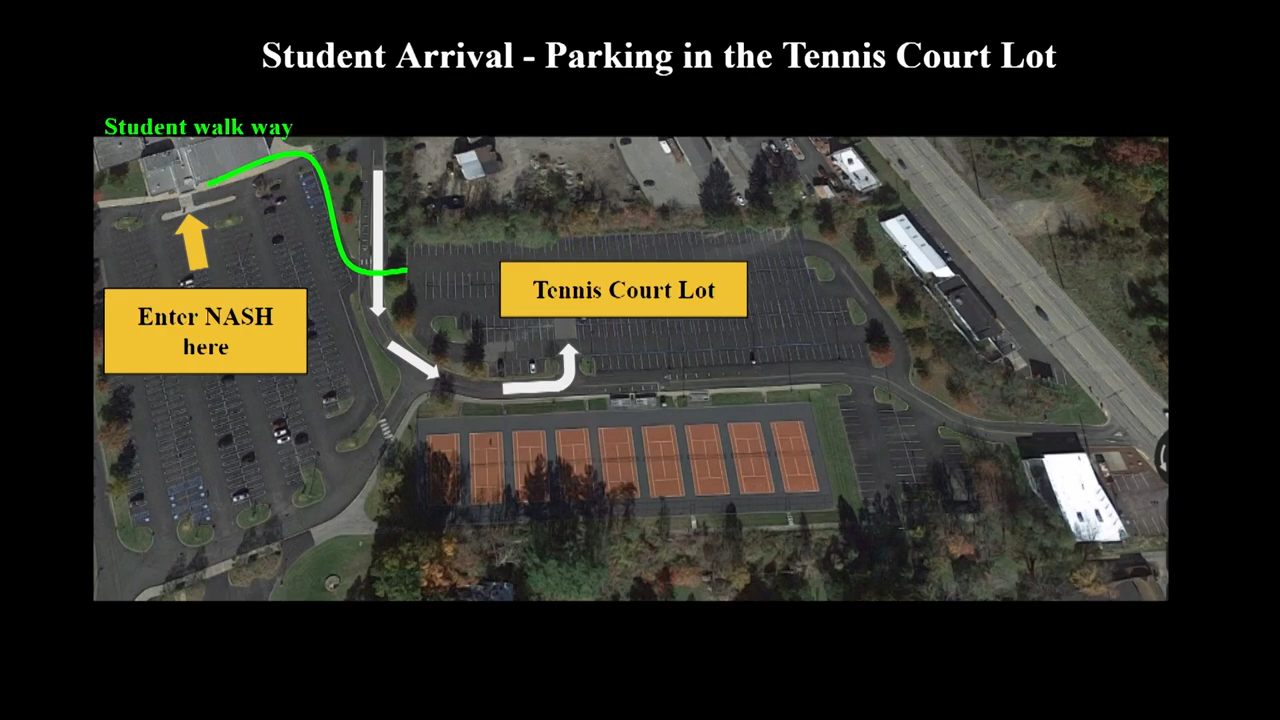 Student Arrival - Parking in the Tennis Court Lot
Student walk way
Tennis Court Lot
Enter NASH
here